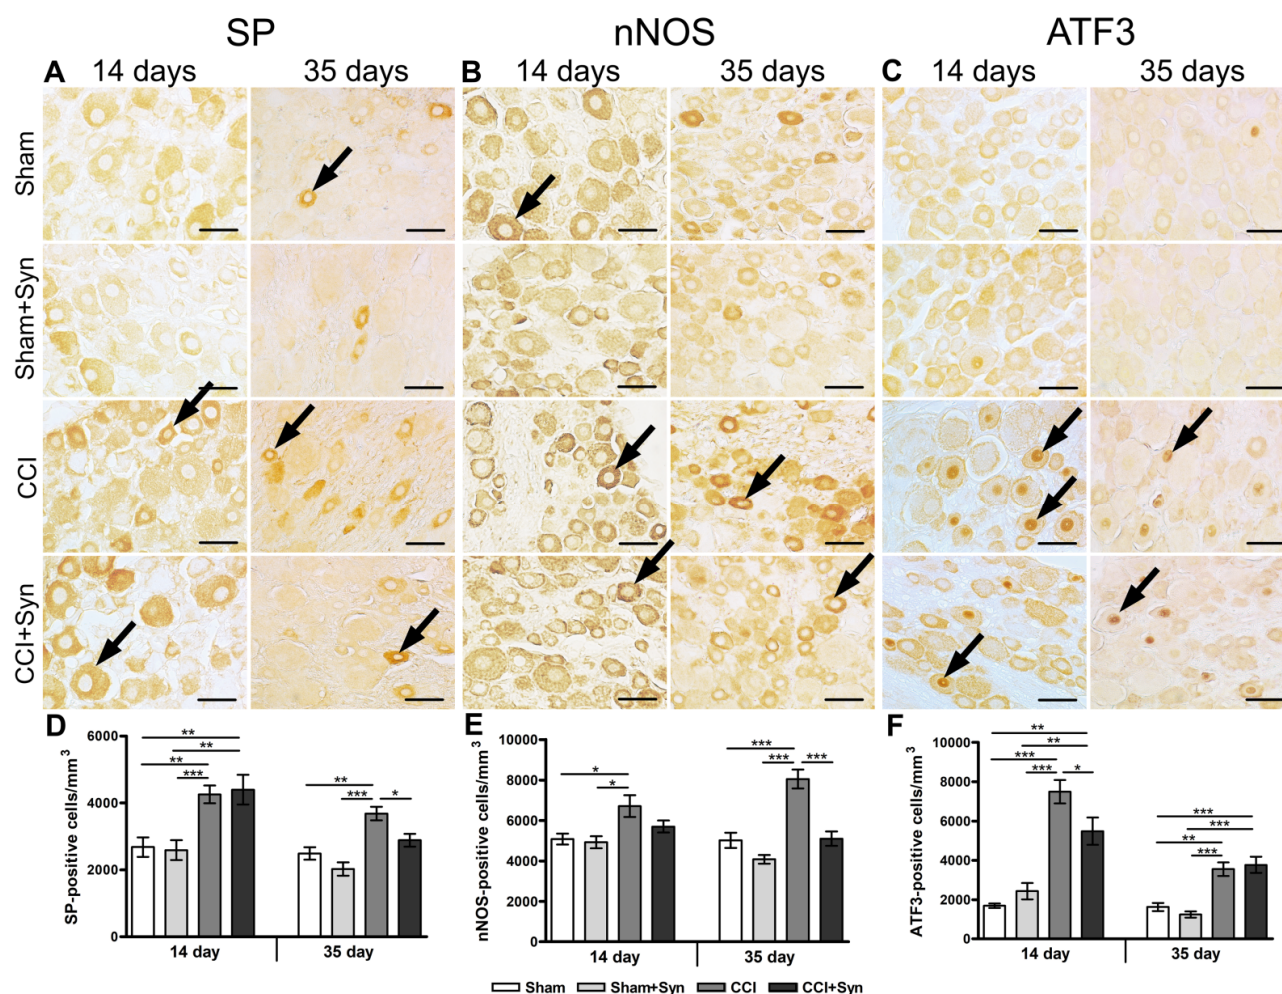 SP nNOS ATF3
A 14 days 35 days B 14 days 35 days C 14 days 35 days
Sham
Sham+Syn
CCI
CCI+Syn
D
SP-positive cells/mm3
6000
4000
2000
0
** ** ** *** ** *** *
14 day 35 day
E
nNOS-positive cells/mm3
10000
8000
6000
4000
2000
0
* * *** *** ***
14 day 35 day
F
ATF3-positive cells/mm3
10000
8000
6000
4000
2000
0
** ** *** *** * *** *** ** ***
14 day 35 day
Sham Sham+Syn CCI CCI+Syn